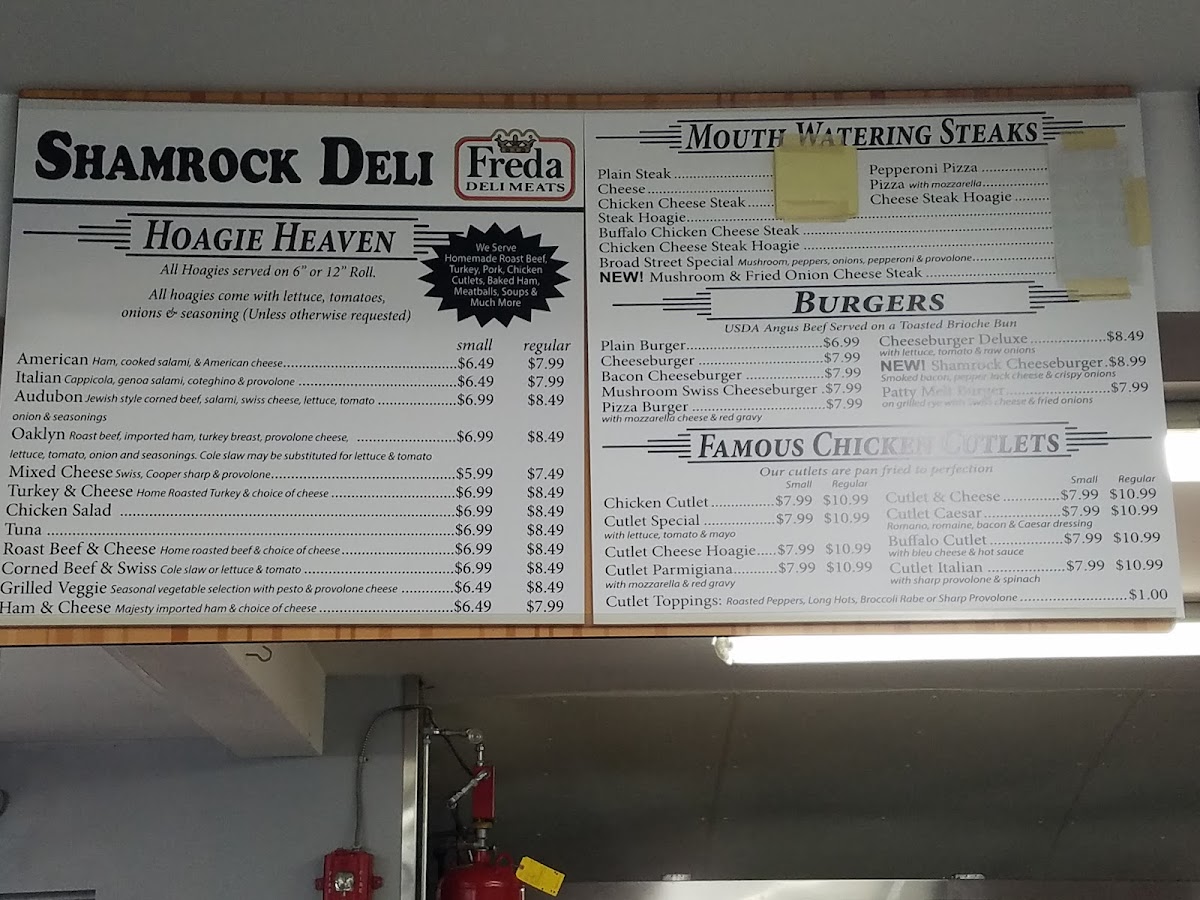 SHAMROCK DELI
Freda
DELI MEATS
HOAGIE HEAVEN
All Hoagies served on 6" or 12" Roll.
All hoagies come with lettuce, tomatoes,
onions & seasoning (Unless otherwise requested)
We Serve
Homemade Roast Beef,
Turkey, Pork, Chicken
Cutlets, Baked Ham,
Meatballs, Soups &
Much More
small regular
American Ham, cooked salami, & American cheese $6.49 $7.99
Italian Cappicola, genoa salami, coteghino & provolone $6.49 $7.99
Audubon Jewish style corned beef, salami, swiss cheese, lettuce, tomato $6.99 $8.49
onion & seasonings
Oaklyn Roast beef, imported ham, turkey breast, provolone cheese, $6.99 $8.49
lettuce, tomato, onion and seasonings. Cole slaw may be substituted for lettuce & tomato
Mixed Cheese Swiss, Cooper sharp & provolone $5.99 $7.49
Turkey & Cheese Home Roasted Turkey & choice of cheese $6.99 $8.49
Chicken Salad $6.99 $8.49
Tuna $6.99 $8.49
Roast Beef & Cheese Home roasted beef & choice of cheese $6.99 $8.49
Corned Beef & Swiss Cole slaw or lettuce & tomato $6.99 $8.49
Grilled Veggie Seasonal vegetable selection with pesto & provolone cheese $6.49 $8.49
Ham & Cheese Majesty imported ham & choice of cheese $6.49 $7.99
MOUTH WATERING STEAKS
Plain Steak
Cheese
Chicken Cheese Steak
Steak Hoagie
Buffalo Chicken Cheese Steak
Chicken Cheese Steak Hoagie
Broad Street Special Mushroom, peppers, onions, pepperoni & provolone
NEW! Mushroom & Fried Onion Cheese Steak
Pepperoni Pizza
Pizza with mozzarella
Cheese Steak Hoagie
BURGERS
USDA Angus Beef Served on a Toasted Brioche Bun
Plain Burger $6.99
Cheeseburger $7.99
Bacon Cheeseburger $7.99
Mushroom Swiss Cheeseburger $7.99
Pizza Burger $7.99
with mozzarella cheese & red gravy
Cheeseburger Deluxe $8.49
with lettuce, tomato & raw onions
NEW! Shamrock Cheeseburger $8.99
Smoked bacon, pepper jack cheese & crispy onions
Patty Melt Burger $7.99
on grilled rye with Swiss cheese & fried onions
FAMOUS CHICKEN CUTLETS
Our cutlets are pan fried to perfection
Small Regular
Chicken Cutlet $7.99 $10.99
Cutlet Special $7.99 $10.99
with lettuce, tomato & mayo
Cutlet Cheese Hoagie $7.99 $10.99
Cutlet Parmigiana $7.99 $10.99
with mozzarella & red gravy
Small Regular
Cutlet & Cheese $7.99 $10.99
Cutlet Caesar $7.99 $10.99
Romano, romaine, bacon & Caesar dressing
Buffalo Cutlet $7.99 $10.99
with bleu cheese & hot sauce
Cutlet Italian $7.99 $10.99
with sharp provolone & spinach
Cutlet Toppings: Roasted Peppers, Long Hots, Broccoli Rabe or Sharp Provolone $1.00